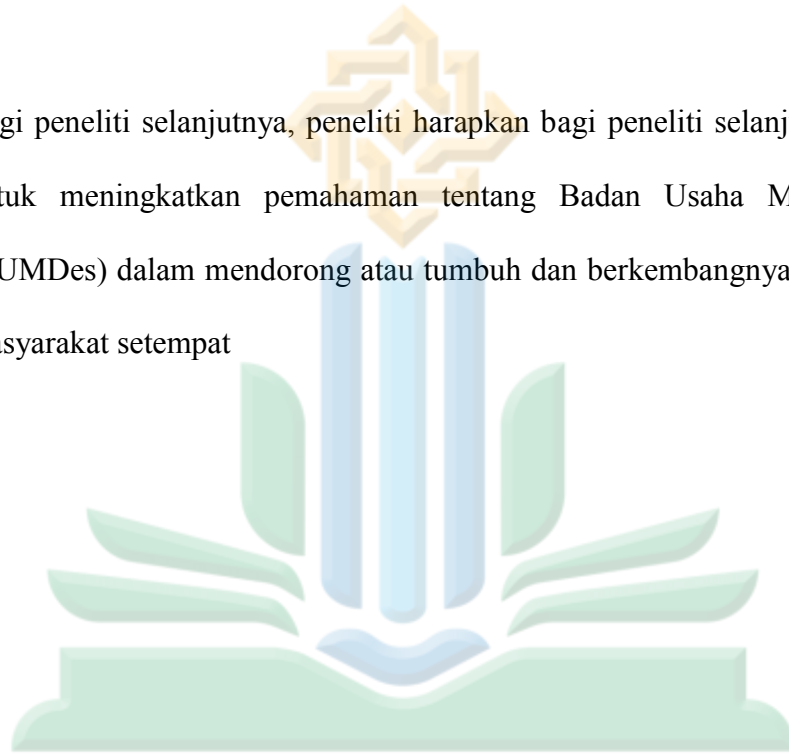 gi peneliti selanjutnya, peneliti harapkan bagi peneliti selanj
tuk meningkatkan pemahaman tentang Badan Usaha M
UMDes) dalam mendorong atau tumbuh dan berkembangnya
asyarakat setempat